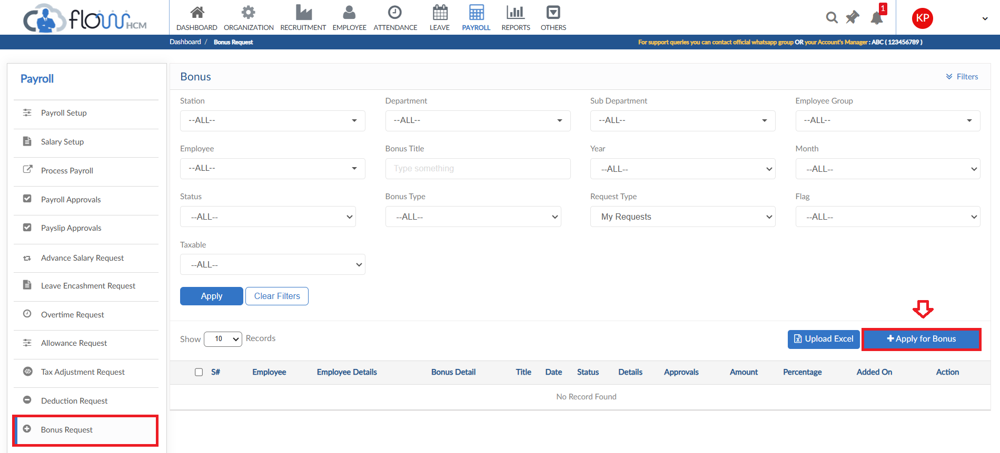 flow HCM
DASHBOARD ORGANIZATION RECRUITMENT EMPLOYEE ATTENDANCE LEAVE PAYROLL REPORTS OTHERS
1
KP
Dashboard / Bonus Request
For support queries you can contact official whatsapp group OR your Account's Manager : ABC ( 123456789 )
Payroll
Payroll Setup
Salary Setup
Process Payroll
Payroll Approvals
Payslip Approvals
Advance Salary Request
Leave Encashment Request
Overtime Request
Allowance Request
Tax Adjustment Request
Deduction Request
Bonus Request
Bonus
Filters
Station Department Sub Department Employee Group
--ALL-- --ALL-- --ALL-- --ALL--
Employee Bonus Title Year Month
--ALL-- Type something --ALL-- --ALL--
Status Bonus Type Request Type Flag
--ALL-- --ALL-- My Requests --ALL--
Taxable
--ALL--
Apply Clear Filters
Show 10 Records
Upload Excel Apply for Bonus
S# Employee Employee Details Bonus Detail Title Date Status Details Approvals Amount Percentage Added On Action
No Record Found